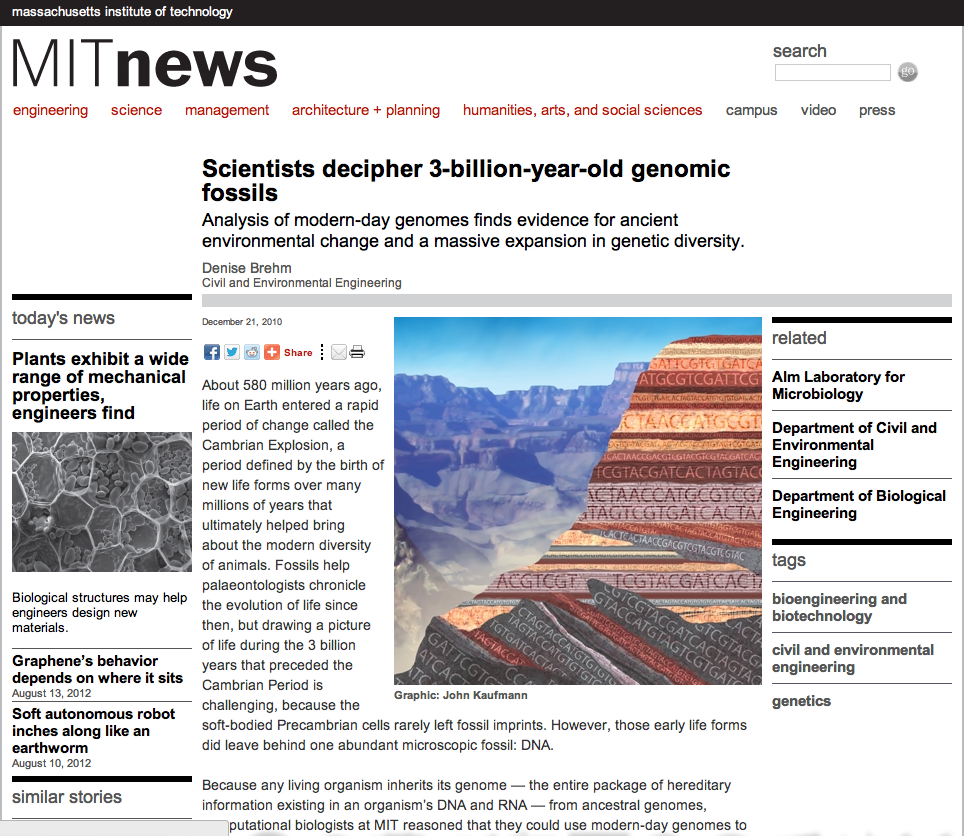 massachusetts institute of technology
MITnews
search
go
engineering science management architecture + planning humanities, arts, and social sciences campus video press
Scientists decipher 3-billion-year-old genomic
fossils
Analysis of modern-day genomes finds evidence for ancient
environmental change and a massive expansion in genetic diversity.
Denise Brehm
Civil and Environmental Engineering
today's news
Plants exhibit a wide
range of mechanical
properties,
engineers find
Biological structures may help
engineers design new
materials.
Graphene's behavior
depends on where it sits
August 13, 2012
Soft autonomous robot
inches along like an
earthworm
August 10, 2012
similar stories
December 21, 2010
Share
About 580 million years ago,
life on Earth entered a rapid
period of change called the
Cambrian Explosion, a
period defined by the birth of
new life forms over many
millions of years that
ultimately helped bring
about the modern diversity
of animals. Fossils help
palaeontologists chronicle
the evolution of life since
then, but drawing a picture
of life during the 3 billion
years that preceded the
Cambrian Period is
challenging, because the
soft-bodied Precambrian cells rarely left fossil imprints. However, those early life forms
did leave behind one abundant microscopic fossil: DNA.
Because any living organism inherits its genome — the entire package of hereditary
information existing in an organism's DNA and RNA — from ancestral genomes,
putational biologists at MIT reasoned that they could use modern-day genomes to
Graphic: John Kaufmann
related
Alm Laboratory for
Microbiology
Department of Civil and
Environmental
Engineering
Department of Biological
Engineering
tags
bioengineering and
biotechnology
civil and environmental
engineering
genetics